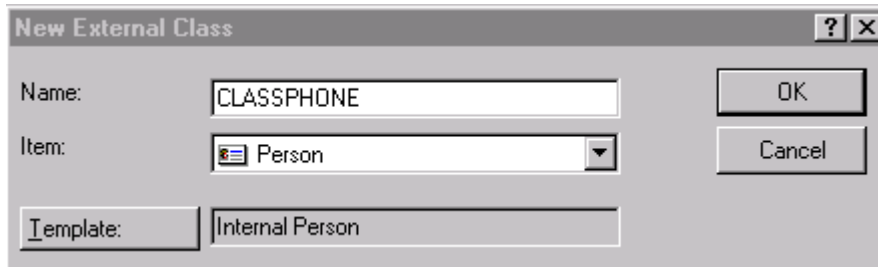 New External Class
Name: CLASSPHONE OK
Item: Person Cancel
Template: Internal Person